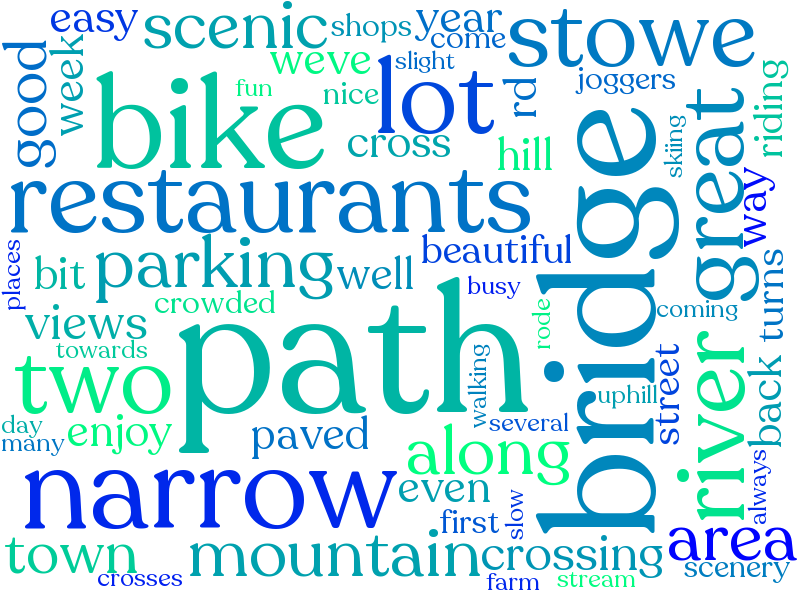 easy
scenic
shops
year
come
stowe
good
week
weve
slight
bike
fun
nice
lot
rd
joggers
cross
hill
skiing
great
riding
restaurants
bridge
way
places
bit
parking
well
beautiful
busy
crowded
views
towards
path
rode
coming
turns
two
walking
uphill
street
river
back
day
many
enjoy
paved
several
along
narrow
even
slow
first
always
town
mountain
crossing
area
scenery
crosses
farm
stream